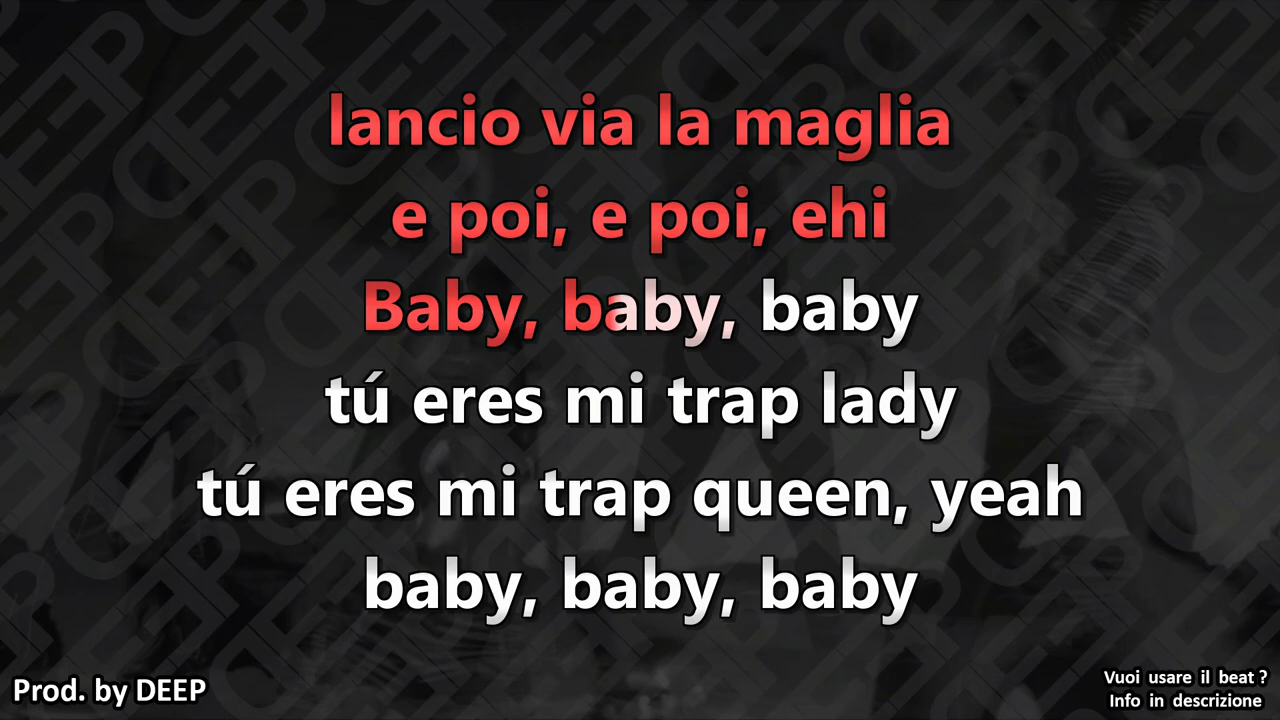 lancio via la maglia
e poi, e poi, ehi
Baby, baby, baby
tú eres mi trap lady
tú eres mi trap queen, yeah
baby, baby, baby
Prod. by DEEP
Vuoi usare il beat ?
Info in descrizione